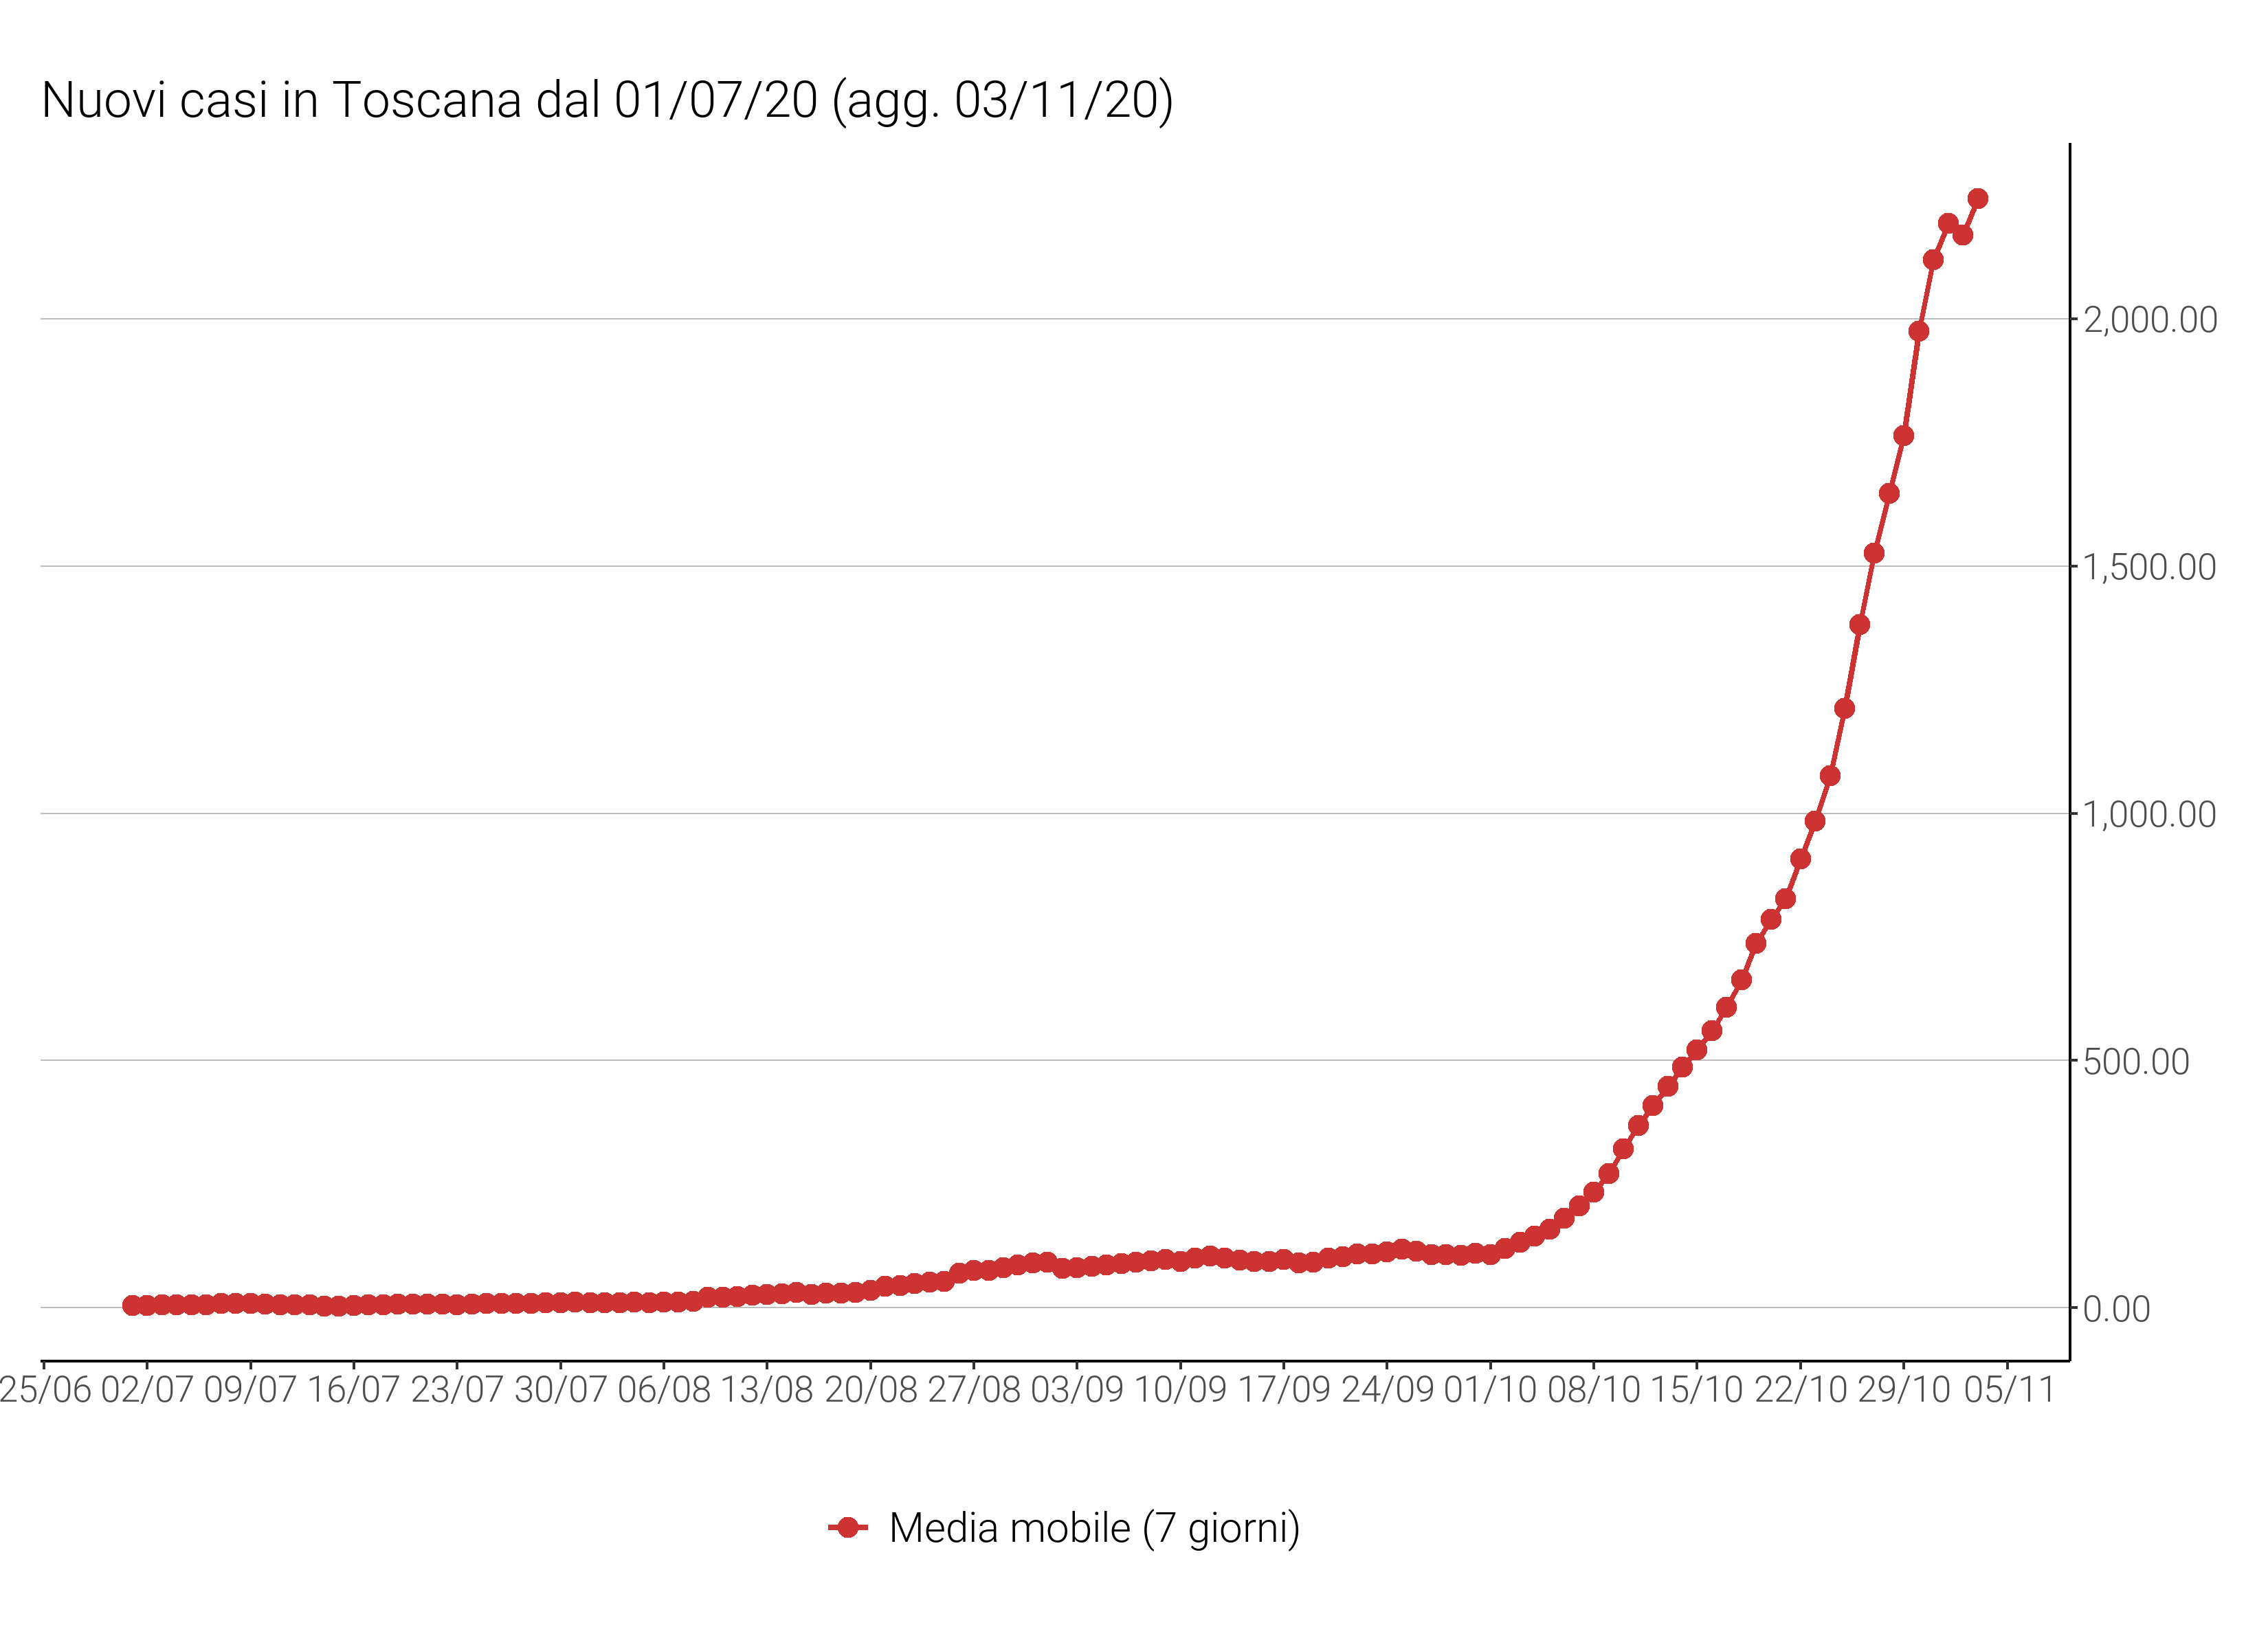 Nuovi casi in Toscana dal 01/07/20 (agg. 03/11/20)
2,000.00
1,500.00
1,000.00
500.00
0.00
25/06 02/07 09/07 16/07 23/07 30/07 06/08 13/08 20/08 27/08 03/09 10/09 17/09 24/09 01/10 08/10 15/10 22/10 29/10 05/11
Media mobile (7 giorni)